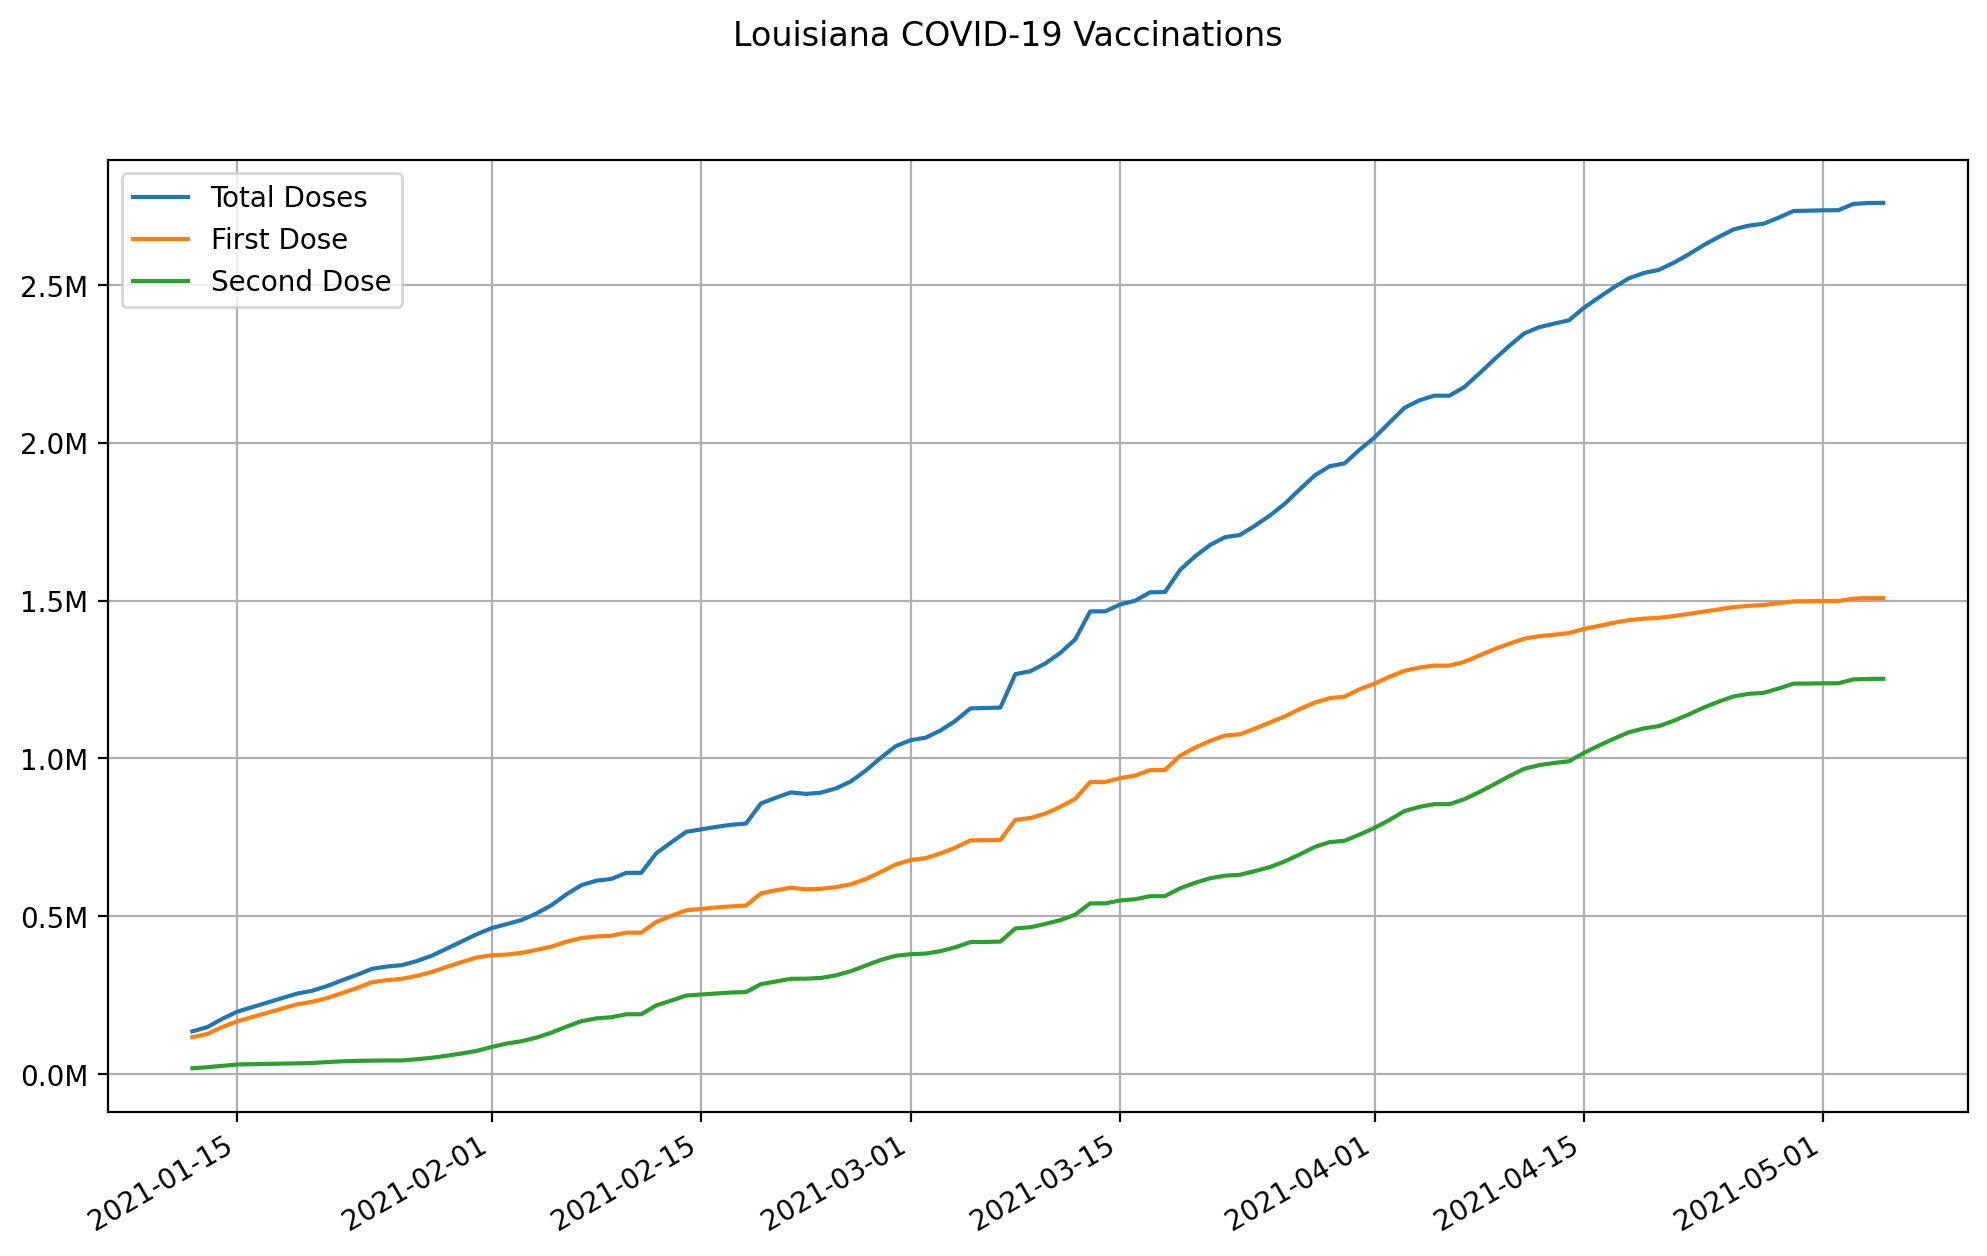 Louisiana COVID-19 Vaccinations
Total Doses
First Dose
Second Dose
2.5M
2.0M
1.5M
1.0M
0.5M
0.0M
2021-01-15
2021-02-01
2021-02-15
2021-03-01
2021-03-15
2021-04-01
2021-04-15
2021-05-01